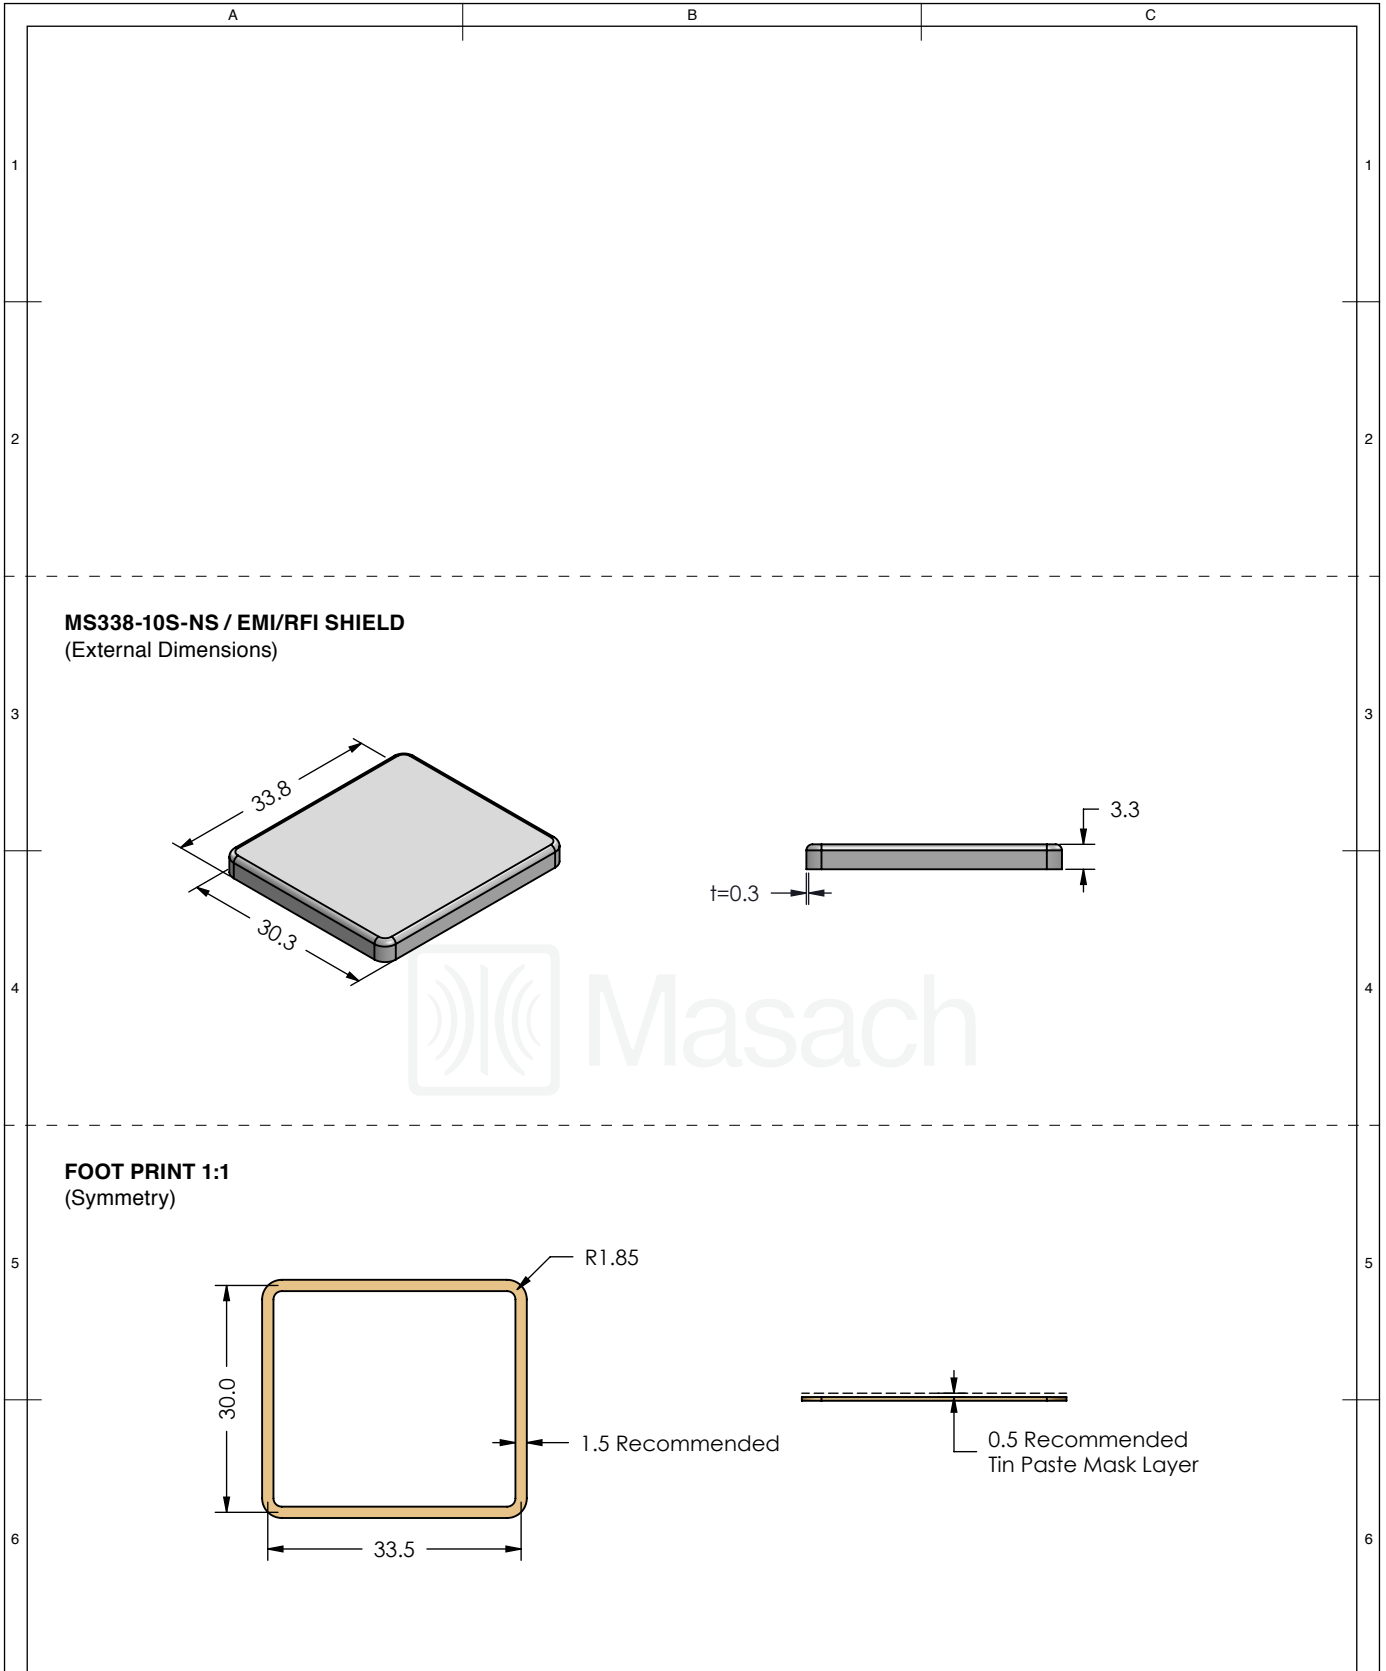 A B C
1 1
2 2
MS338-10S-NS / EMI/RFI SHIELD
(External Dimensions)
3 3
33.8
3.3
t=0.3
30.3
4 4
Masach
FOOT PRINT 1:1
(Symmetry)
5 5
R1.85
30.0
1.5 Recommended
0.5 Recommended
Tin Paste Mask Layer
6 6
33.5